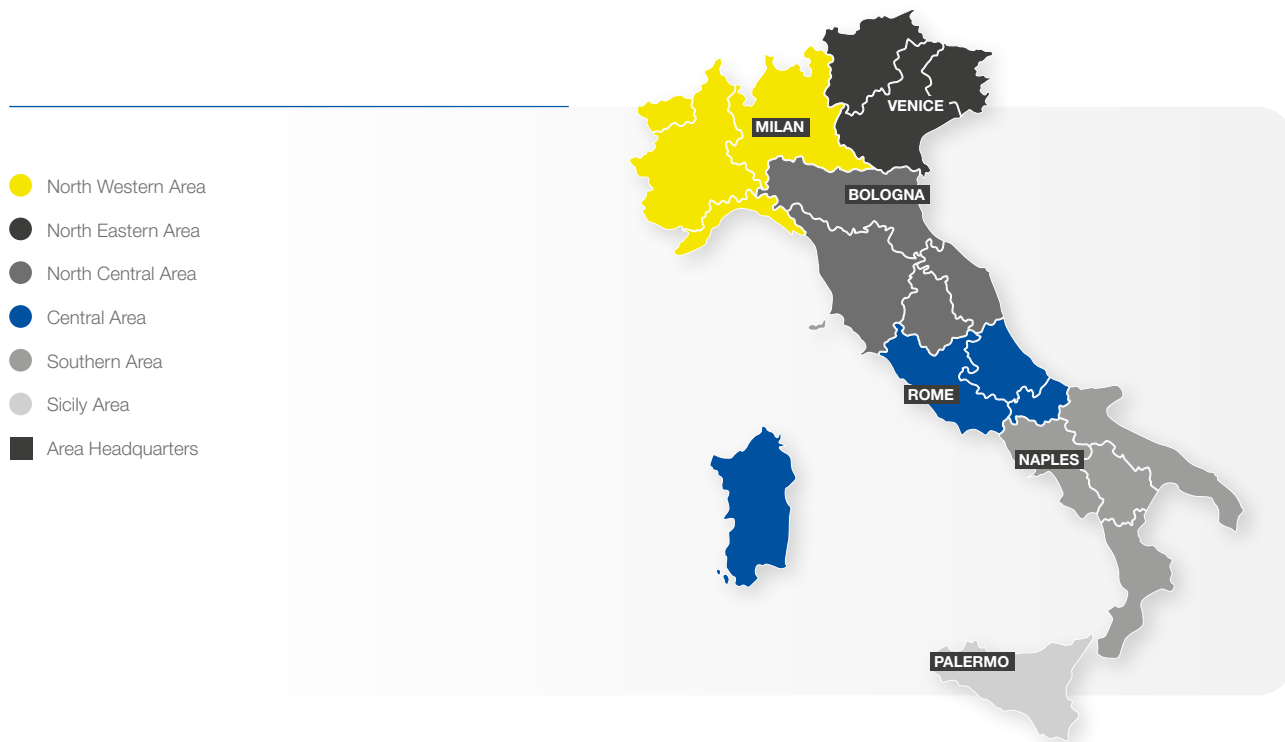 North Western Area
North Eastern Area
North Central Area
Central Area
Southern Area
Sicily Area
Area Headquarters
VENICE
MILAN
BOLOGNA
ROME
NAPLES
PALERMO